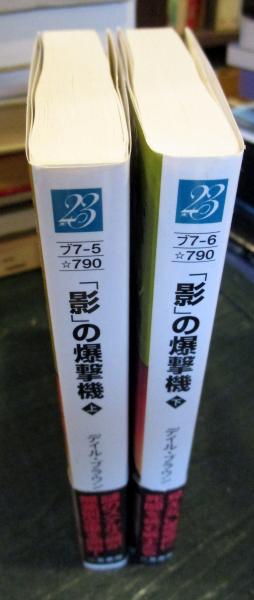 23
ブ7-5
☆790
「影」の爆撃機 上
デイル・ブラウン
23
ブ7-6
☆790
「影」の爆撃機 下
デイル・ブラウン